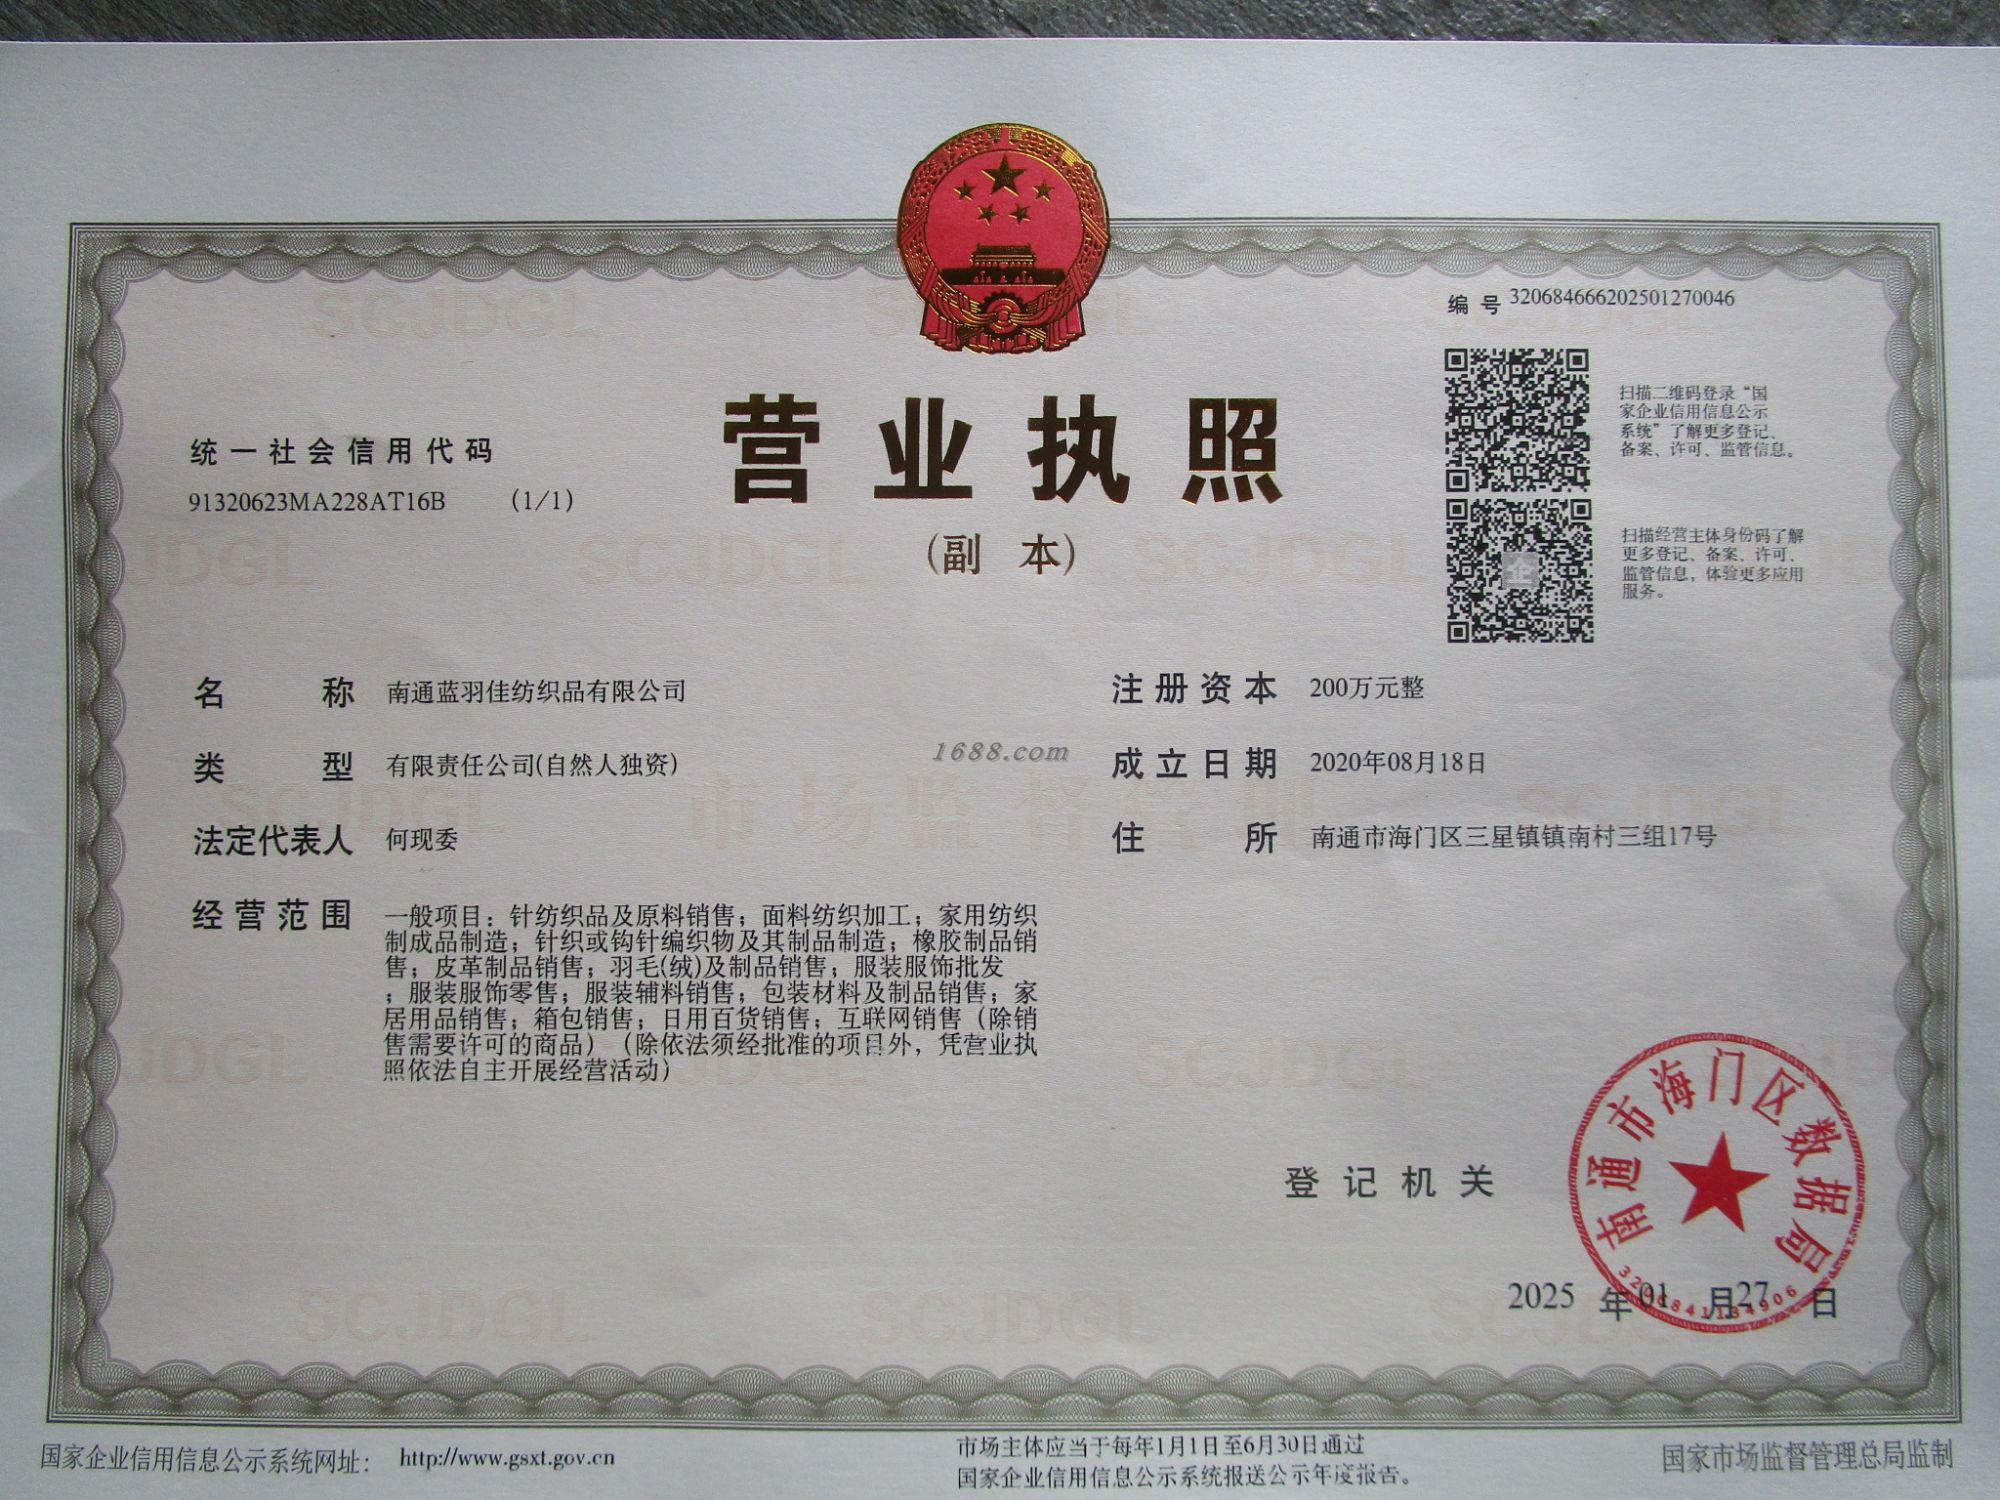 编号 320684666202501270046
扫描二维码登录“国
家企业信用信息公示
系统”了解更多登记、
备案、许可、监管信息。
统一社会信用代码
91320623MA228AT16B （1/1）
营业执照
（副 本）
扫描经营主体身份码了解
更多登记、备案、许可、
监管信息，体验更多应用
服务。
企
名称 南通蓝羽佳纺织品有限公司
类型 有限责任公司(自然人独资)
法定代表人 何现委
经营范围 一般项目：针纺织品及原料销售；面料纺织加工；家用纺织
制成品制造；针织或钩针编织物及其制品制造；橡胶制品销
售；皮革制品销售；羽毛(绒)及制品销售；服装服饰批发
；服装服饰零售；服装辅料销售；包装材料及制品销售；家
居用品销售；箱包销售；日用百货销售；互联网销售（除销
售需要许可的商品）（除依法须经批准的项目外，凭营业执
照依法自主开展经营活动）
注册资本 200万元整
成立日期 2020年08月18日
住所 南通市海门区三星镇镇南村三组17号
1688.com
SCJDGL
市场监督管理
登记机关
南通市海门区数据局
2025 年 01 月 27 日
国家企业信用信息公示系统网址： http://www.gsxt.gov.cn
市场主体应当于每年1月1日至6月30日通过
国家企业信用信息公示系统报送公示年度报告。
国家市场监督管理总局监制